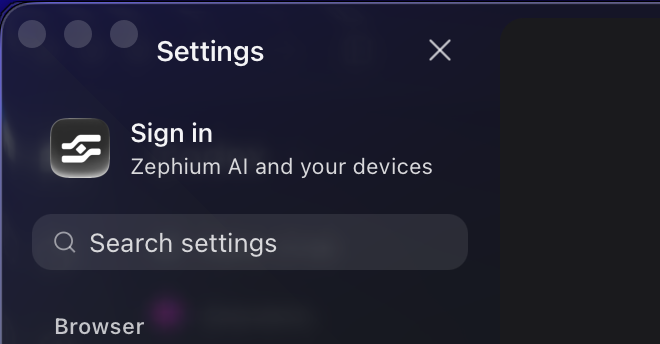 Settings
Sign in
Zephium AI and your devices
Search settings
Browser